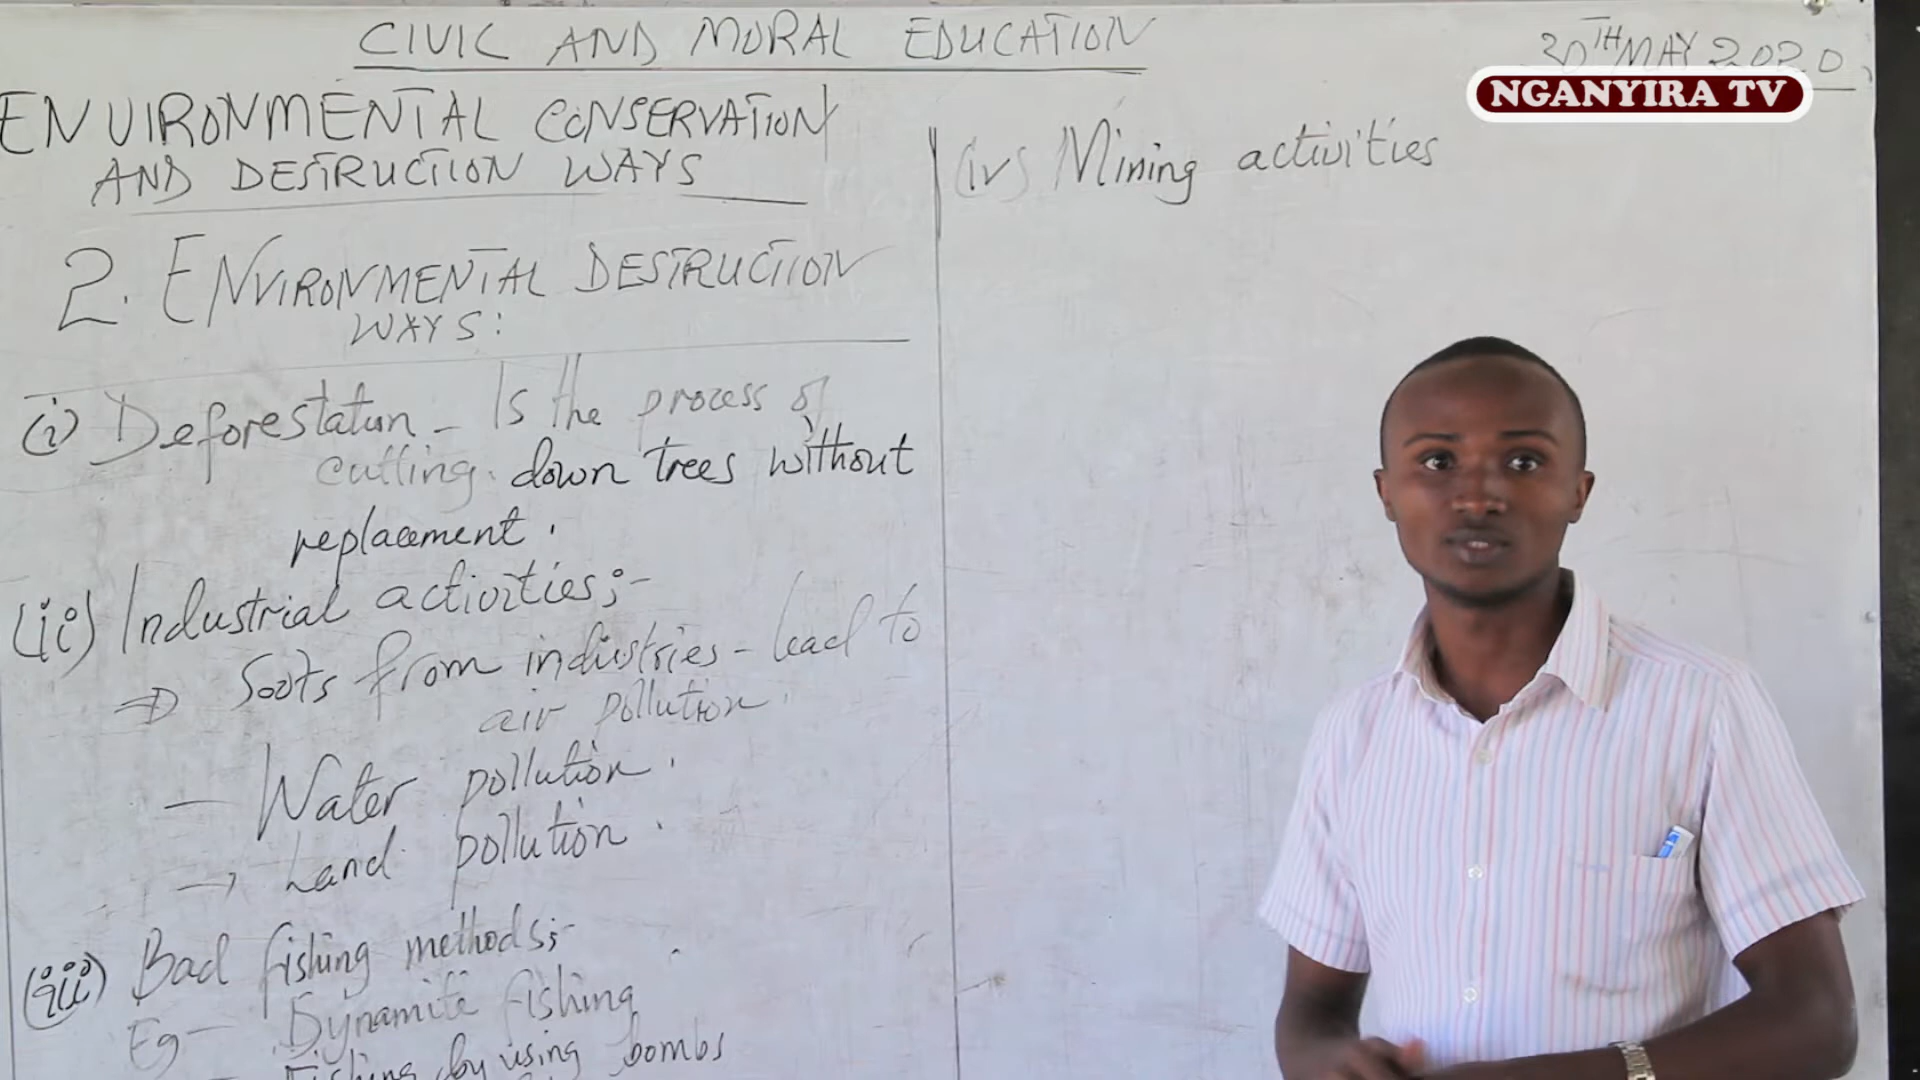 CIVIC AND MORAL EDUCATION
30TH MAY 2020
NGANYIRA TV
ENVIRONMENTAL CONSERVATION
AND DESTRUCTION WAYS
2. ENVIRONMENTAL DESTRUCTION
WAYS:
(i) Deforestation - Is the process of
cutting down trees without
replacement.
(ii) Industrial activities;-
⇒ Soots from industries - lead to
air pollution.
- Water pollution.
→ Land pollution.
(iii) Bad fishing methods;-
Eg - Dynamite fishing
Fishing by using bombs
(iv) Mining activities